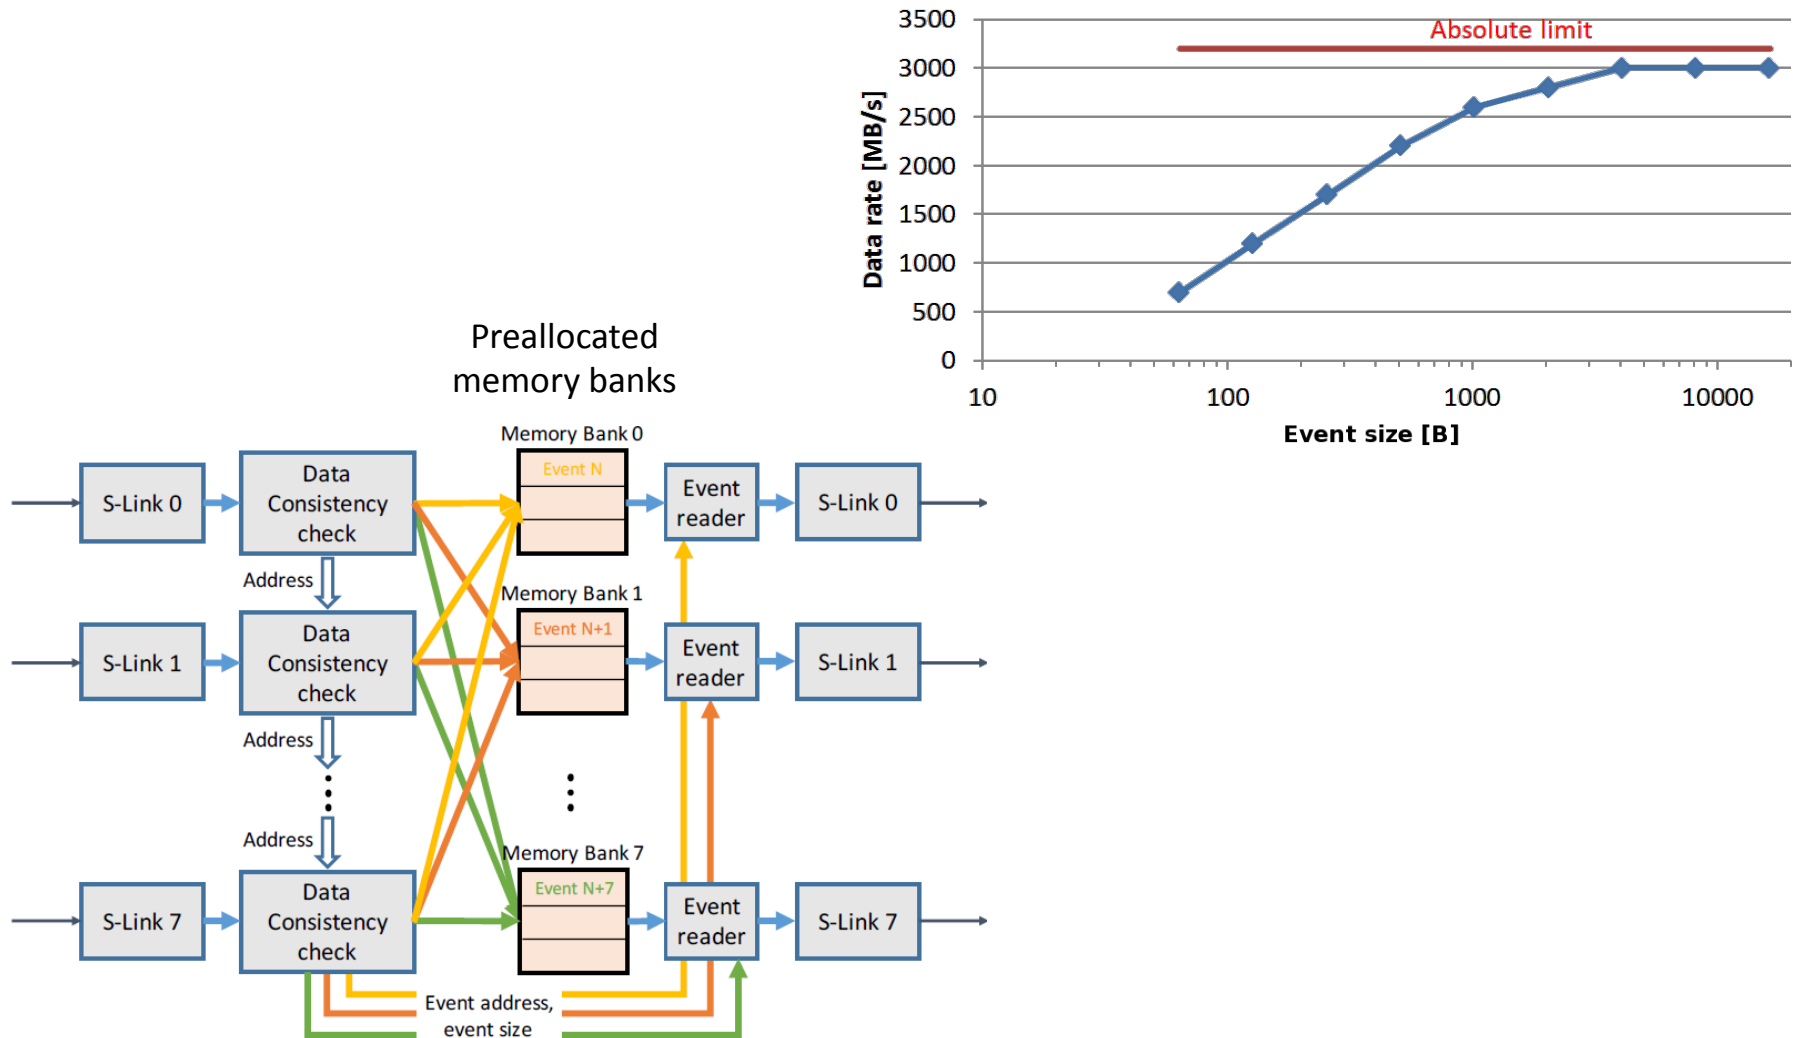 3500
Absolute limit
3000
2500
2000
1500
1000
500
0
10
100
1000
10000
Data rate [MB/s]
Event size [B]
Preallocated
memory banks
Memory Bank 0
Event N
S-Link 0
Data
Consistency
check
Event
reader
S-Link 0
Address
Memory Bank 1
Event N+1
S-Link 1
Data
Consistency
check
Event
reader
S-Link 1
Address
Address
Memory Bank 7
Event N+7
S-Link 7
Data
Consistency
check
Event
reader
S-Link 7
Event address,
event size